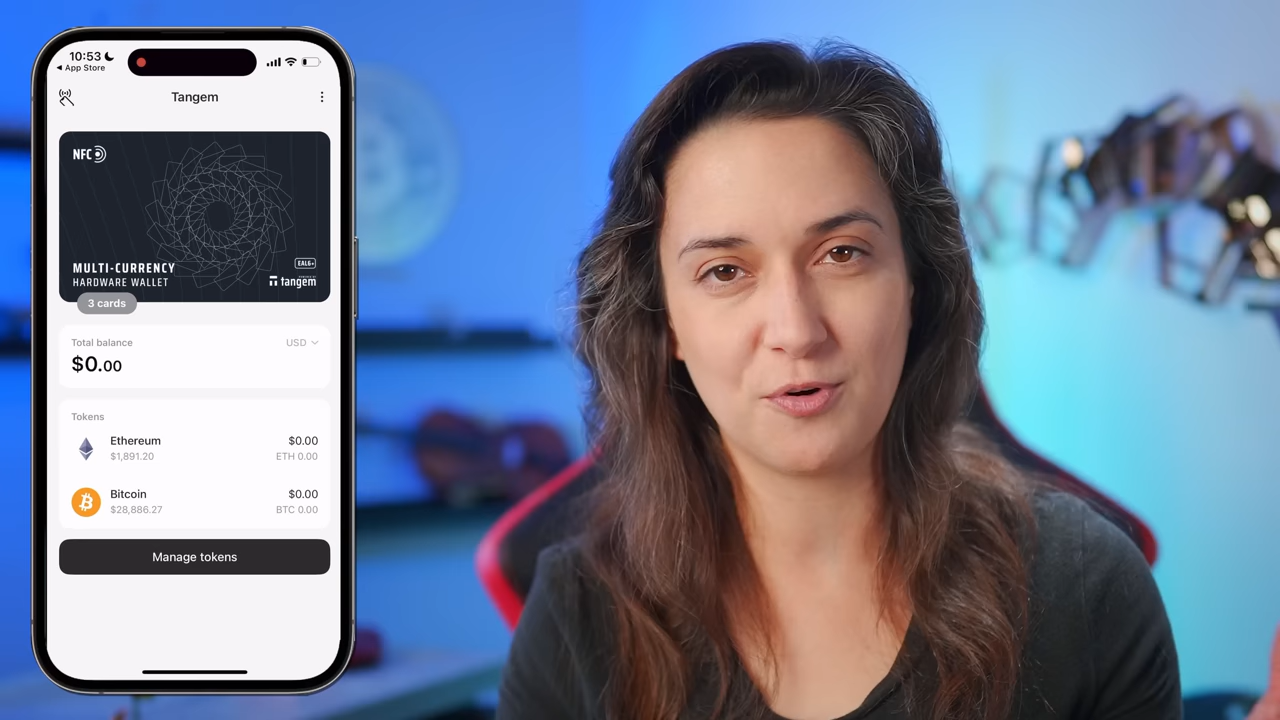 10:53
App Store
Tangem
NFC
MULTI-CURRENCY
HARDWARE WALLET
EAL6+
tangem
3 cards
Total balance
USD
$0.00
Tokens
Ethereum
$0.00
$1,891.20
ETH 0.00
Bitcoin
$0.00
$28,886.27
BTC 0.00
Manage tokens